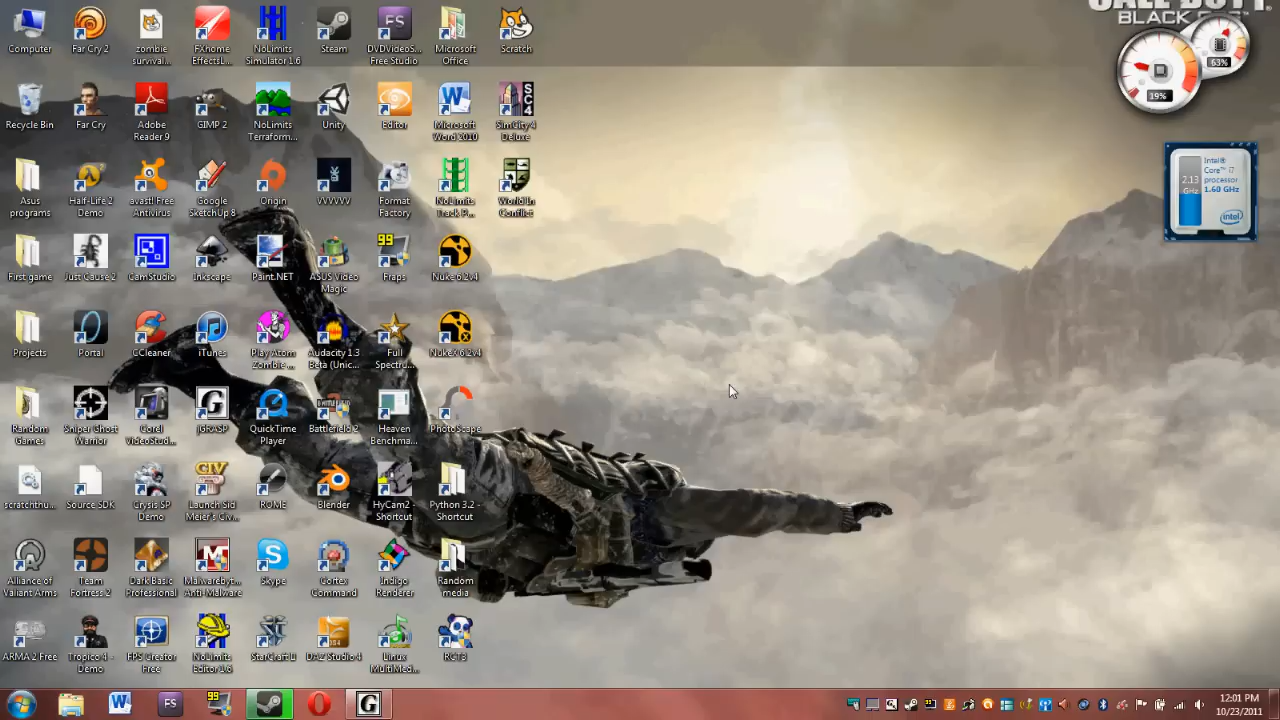 CALL OF DUTY
BLACK OPS
63%
19%
Intel®
Core™ i7
processor
2.13
GHz
1.60 GHz
intel
Computer
Far Cry 2
zombie
survival...
FXhome
EffectsL...
NoLimits
Simulator 1.6
Steam
FS
DVDVideoS...
Free Studio
Microsoft
Office
Scratch
Recycle Bin
Far Cry
Adobe
Reader 9
GIMP 2
NoLimits
Terraform...
Unity
Editor
Microsoft
Word 2010
SC4
SimCity 4
Deluxe
Asus
programs
Half-Life 2
Demo
avast! Free
Antivirus
Google
SketchUp 8
Origin
VVVVVV
Format
Factory
NoLimits
Track P...
World In
Conflict
First game
Just Cause 2
CamStudio
Inkscape
Paint.NET
ASUS Video
Magic
99
Fraps
Nuke 6.2v4
Projects
Portal
CCleaner
iTunes
Play Atom
Zombie ...
Audacity 1.3
Beta (Unic...
Full
Spectru...
NukeX 6.2v4
Random
Games
Sniper Ghost
Warrior
Corel
VideoStud...
G
jGRASP
QuickTime
Player
Battlefield 2
Heaven
Benchma...
PhotoScape
scratchthu...
Source SDK
Crysis SP
Demo
CIV
Launch Sid
Meier's Civ...
ROME
Blender
HyCam2 -
Shortcut
Python 3.2 -
Shortcut
Alliance of
Valiant Arms
Team
Fortress 2
Dark Basic
Professional
Malwarebyt...
Anti-Malware
Skype
Cortex
Command
Indigo
Renderer
Random
media
ARMA 2 Free
Tropico 4 -
Demo
FPS Creator
Free
NoLimits
Editor 1.6
StarCraft II
DAZ Studio 4
Linux
MultiMed...
RCT3
W
FS
99
G
12:01 PM
10/23/2011